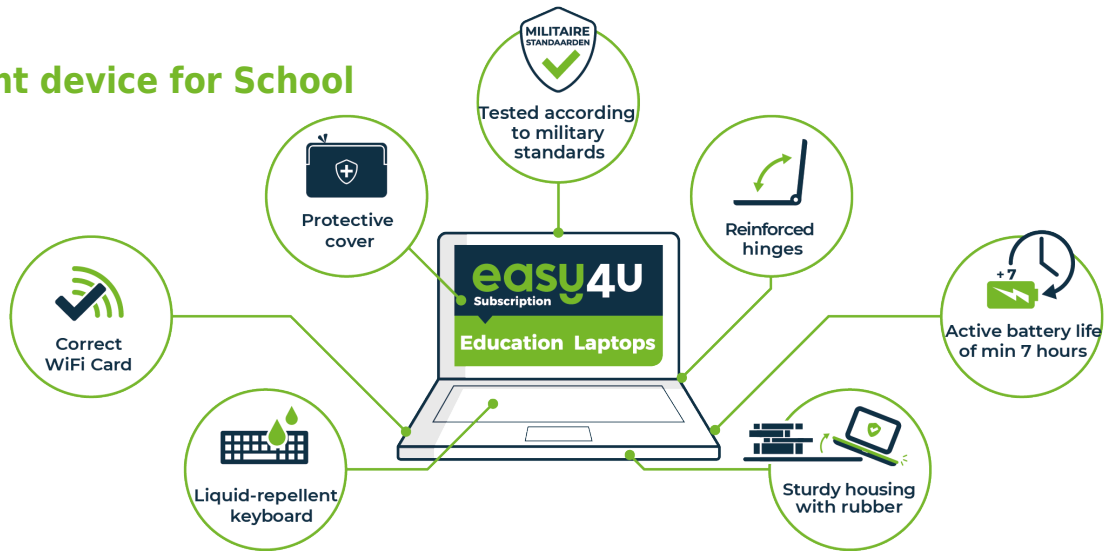 MILITAIRE
STANDAARDEN
nt device for School
Tested according
to military
standards
Protective
cover
Reinforced
hinges
easy4U
Subscription
Education Laptops
+7
Active battery life
of min 7 hours
Correct
WiFi Card
Liquid-repellent
keyboard
Sturdy housing
with rubber